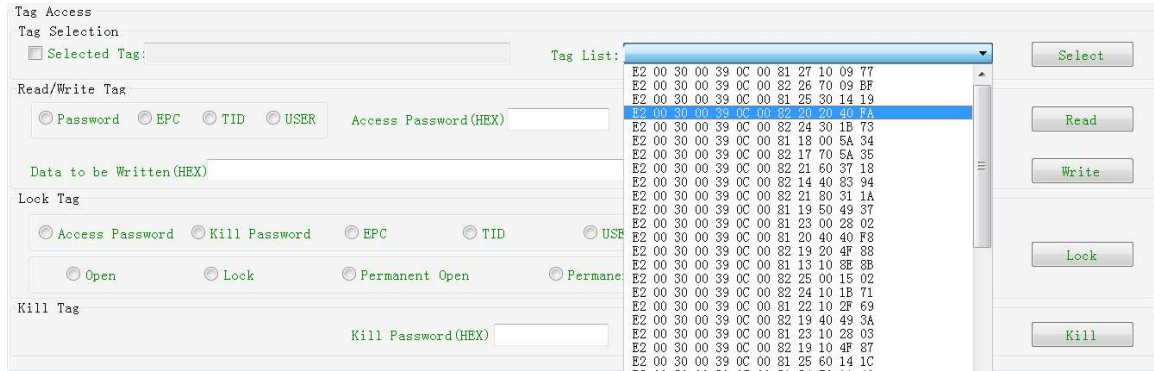 Tag Access
Tag Selection
Selected Tag:
Tag List:
Select
E2 00 30 00 39 0C 00 81 27 10 09 77
E2 00 30 00 39 0C 00 82 26 70 09 BF
E2 00 30 00 39 0C 00 81 25 30 14 19
E2 00 30 00 39 0C 00 82 20 20 40 FA
E2 00 30 00 39 0C 00 82 24 30 1B 73
E2 00 30 00 39 0C 00 81 18 00 5A 34
E2 00 30 00 39 0C 00 82 17 70 5A 35
E2 00 30 00 39 0C 00 82 21 60 37 18
E2 00 30 00 39 0C 00 82 14 40 83 94
E2 00 30 00 39 0C 00 82 21 80 31 1A
E2 00 30 00 39 0C 00 81 19 50 49 37
E2 00 30 00 39 0C 00 81 23 00 28 02
E2 00 30 00 39 0C 00 81 20 40 40 F8
E2 00 30 00 39 0C 00 82 19 20 4F 88
E2 00 30 00 39 0C 00 81 13 10 8E 8B
E2 00 30 00 39 0C 00 82 25 00 15 02
E2 00 30 00 39 0C 00 82 24 10 1B 71
E2 00 30 00 39 0C 00 81 22 10 2F 69
E2 00 30 00 39 0C 00 82 19 40 49 3A
E2 00 30 00 39 0C 00 81 23 10 28 03
E2 00 30 00 39 0C 00 82 19 10 4F 87
E2 00 30 00 39 0C 00 81 25 60 14 1C
Read/Write Tag
Password EPC TID USER Access Password(HEX)
Read
Data to be Written(HEX)
Write
Lock Tag
Access Password Kill Password EPC TID
Open Lock Permanent Open
Lock
Kill Tag
Kill Password(HEX)
Kill